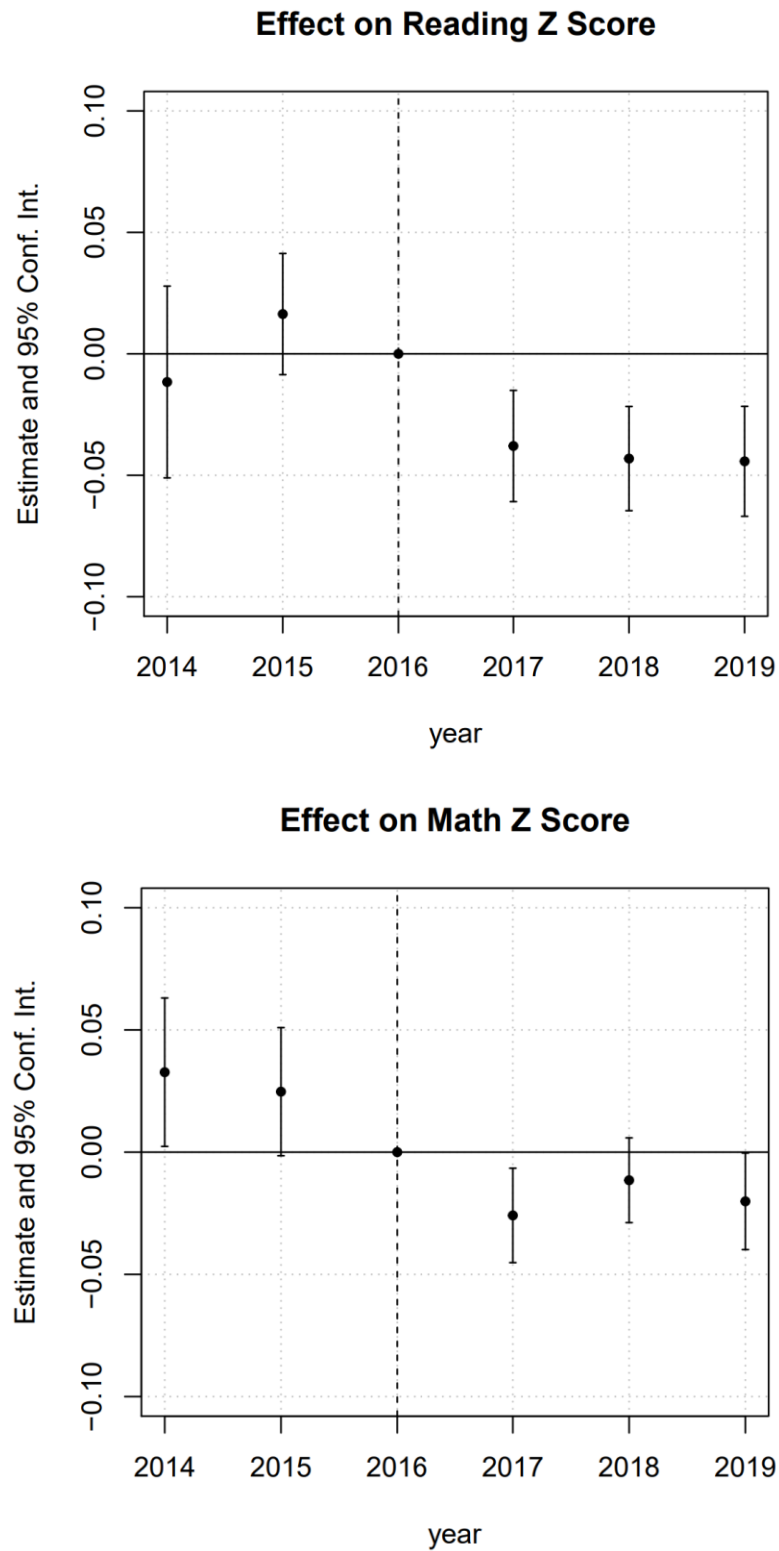 Effect on Reading Z Score
Estimate and 95% Conf. Int.
0.10
0.05
0.00
−0.05
−0.10
2014 2015 2016 2017 2018 2019
year
Effect on Math Z Score
Estimate and 95% Conf. Int.
0.10
0.05
0.00
−0.05
−0.10
2014 2015 2016 2017 2018 2019
year